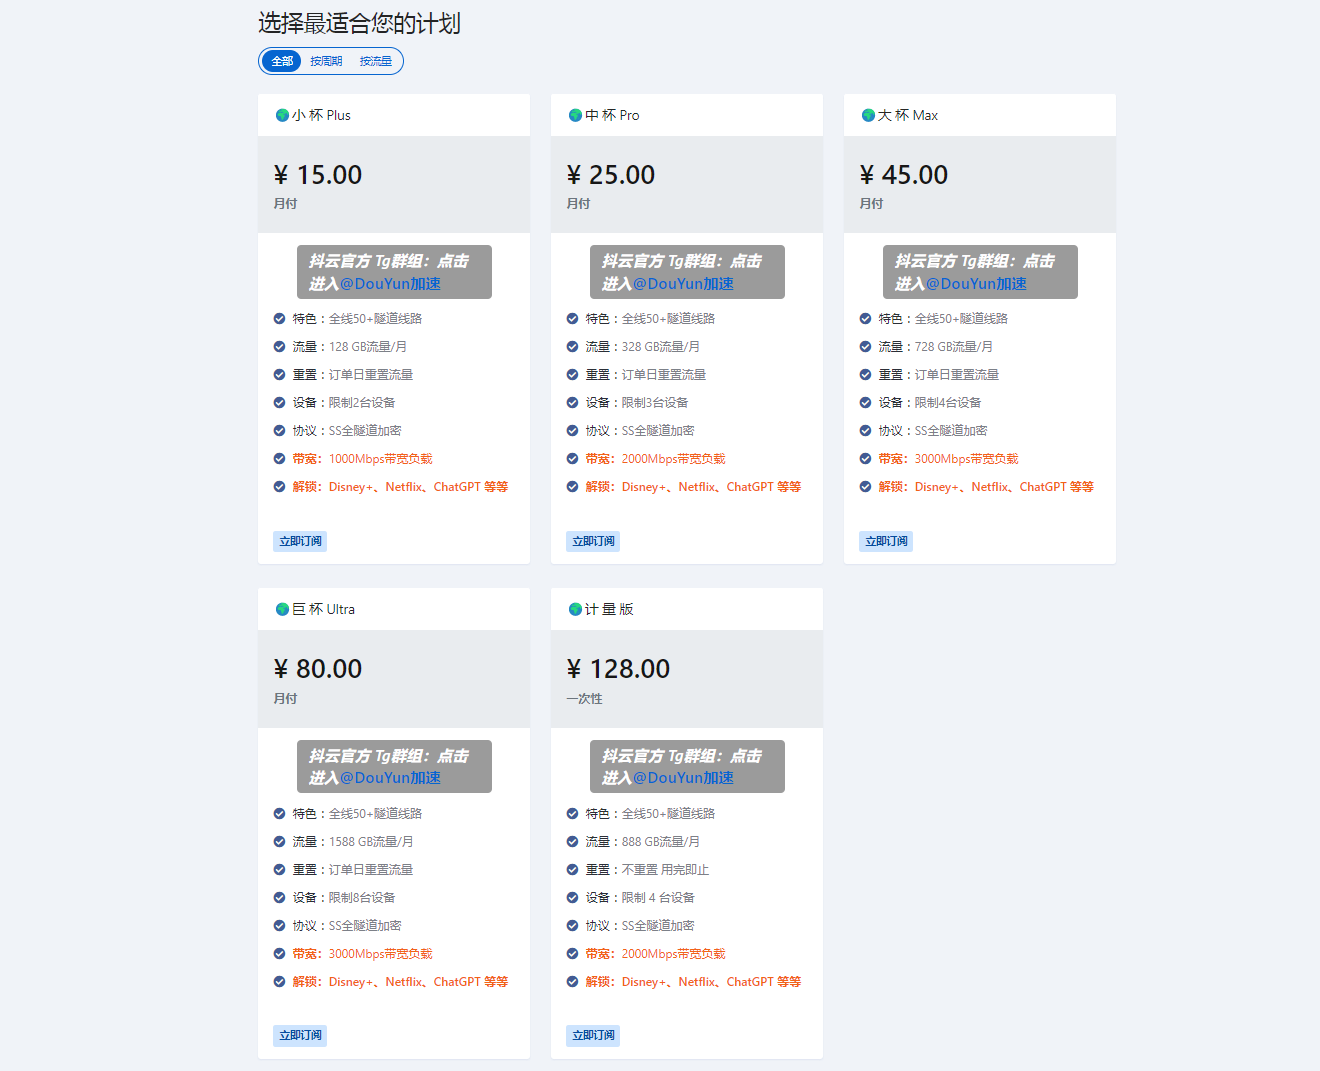 选择最适合您的计划
全部 按周期 按流量
小 杯 Plus
¥ 15.00
月付
抖云官方 Tg群组：点击
进入@DouYun加速
特色：全线50+隧道线路
流量：128 GB流量/月
重置：订单日重置流量
设备：限制2台设备
协议：SS全隧道加密
带宽：1000Mbps带宽负载
解锁：Disney+、Netflix、ChatGPT 等等
立即订阅
中 杯 Pro
¥ 25.00
月付
抖云官方 Tg群组：点击
进入@DouYun加速
特色：全线50+隧道线路
流量：328 GB流量/月
重置：订单日重置流量
设备：限制3台设备
协议：SS全隧道加密
带宽：2000Mbps带宽负载
解锁：Disney+、Netflix、ChatGPT 等等
立即订阅
大 杯 Max
¥ 45.00
月付
抖云官方 Tg群组：点击
进入@DouYun加速
特色：全线50+隧道线路
流量：728 GB流量/月
重置：订单日重置流量
设备：限制4台设备
协议：SS全隧道加密
带宽：3000Mbps带宽负载
解锁：Disney+、Netflix、ChatGPT 等等
立即订阅
巨 杯 Ultra
¥ 80.00
月付
抖云官方 Tg群组：点击
进入@DouYun加速
特色：全线50+隧道线路
流量：1588 GB流量/月
重置：订单日重置流量
设备：限制8台设备
协议：SS全隧道加密
带宽：3000Mbps带宽负载
解锁：Disney+、Netflix、ChatGPT 等等
立即订阅
计 量 版
¥ 128.00
一次性
抖云官方 Tg群组：点击
进入@DouYun加速
特色：全线50+隧道线路
流量：888 GB流量/月
重置：不重置 用完即止
设备：限制 4 台设备
协议：SS全隧道加密
带宽：2000Mbps带宽负载
解锁：Disney+、Netflix、ChatGPT 等等
立即订阅